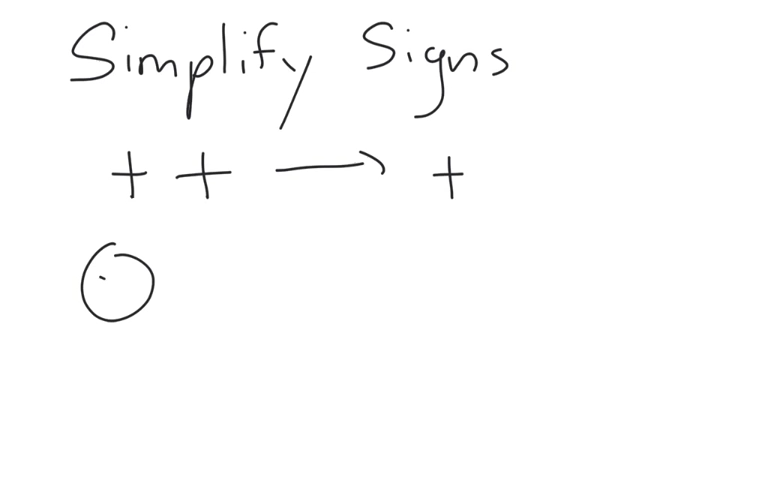 Simplify Signs
+ + → +